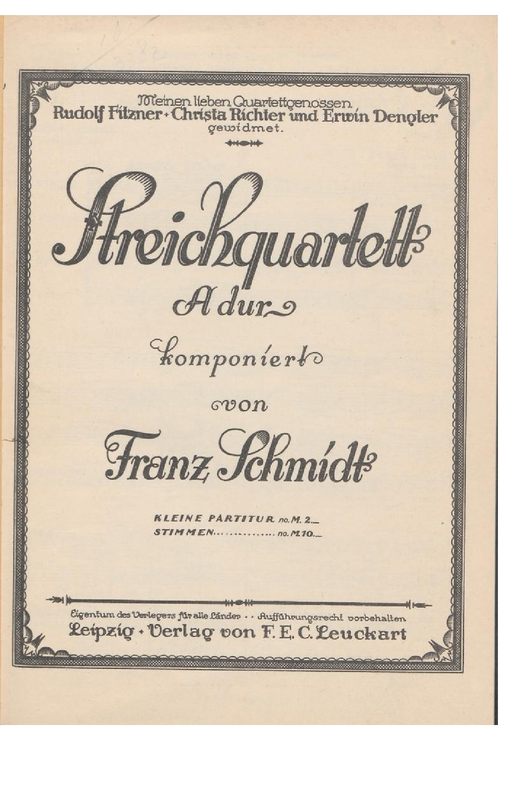 Meinen lieben Quartettgenossen
Rudolf Fitzner · Christa Richter und Erwin Dengler
gewidmet.
Streichquartett
A dur
komponiert
von
Franz Schmidt
KLEINE PARTITUR no. M. 2._
STIMMEN.............. no. M. 10._
Eigentum des Verlegers für alle Länder · · Aufführungsrecht vorbehalten
Leipzig · Verlag von F. E. C. Leuckart